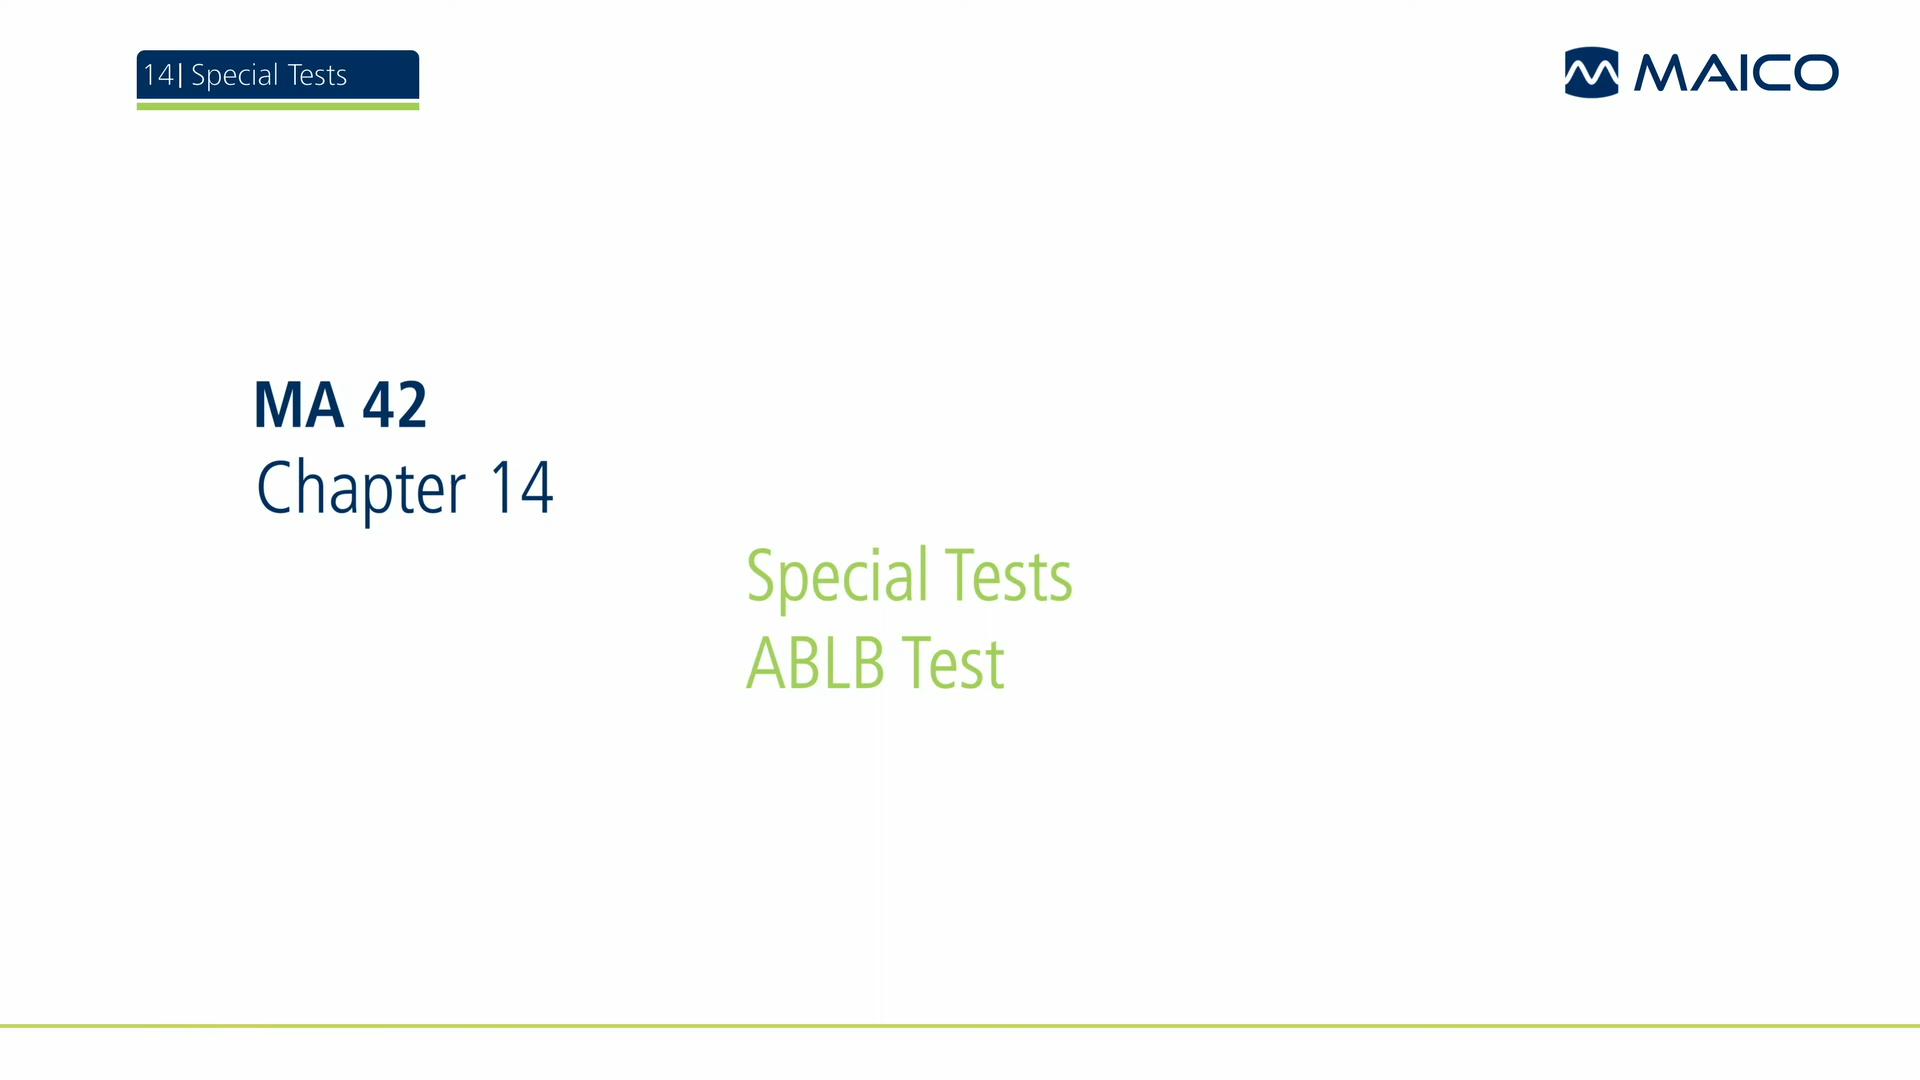 14| Special Tests
MAICO
MA 42
Chapter 14
Special Tests
ABLB Test